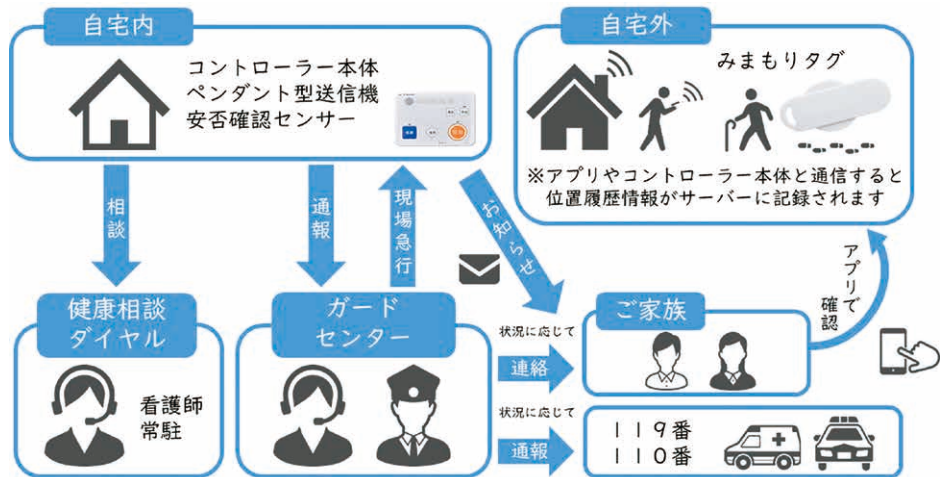 自宅内
コントローラー本体
ペンダント型送信機
安否確認センサー
自宅外
みまもりタグ
※アプリやコントローラー本体と通信すると
位置履歴情報がサーバーに記録されます
相談
通報
現場急行
お知らせ
アプリで
確認
健康相談
ダイヤル
看護師
常駐
ガード
センター
状況に応じて
連絡
ご家族
状況に応じて
通報
119番
110番